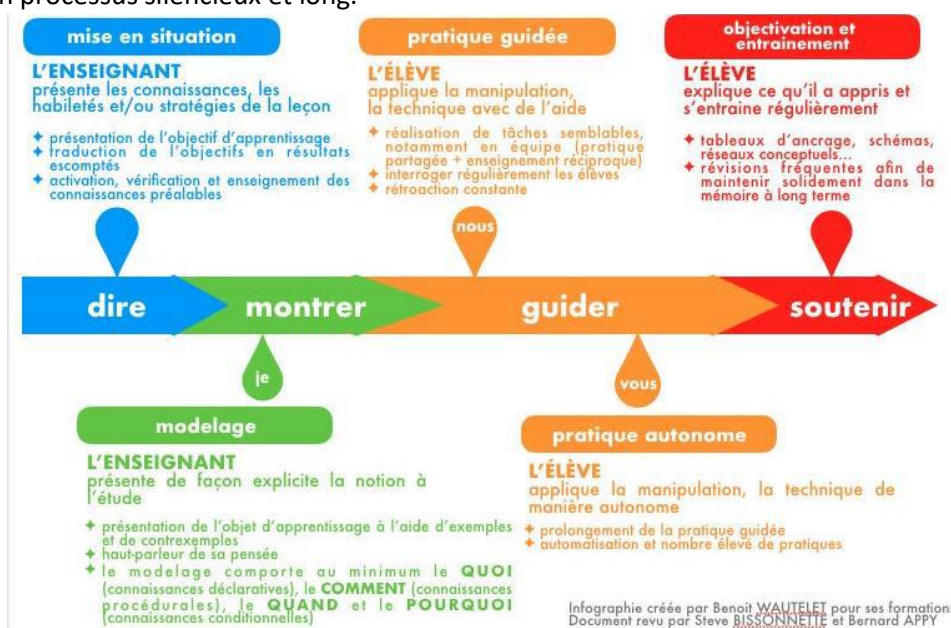 n processus silencieux et long.
mise en situation
L'ENSEIGNANT
présente les connaissances, les
habiletés et/ou stratégies de la leçon
✦ présentation de l'objectif d'apprentissage
✦ traduction de l'objectifs en résultats
escomptés
✦ activation, vérification et enseignement des
connaissances préalables
pratique guidée
L'ÉLÈVE
applique la manipulation,
la technique avec de l'aide
✦ réalisation de tâches semblables,
notamment en équipe (pratique
partagée + enseignement réciproque)
✦ interroger régulièrement les élèves
✦ rétroaction constante
objectivation et
entrainement
L'ÉLÈVE
explique ce qu'il a appris et
s'entraine régulièrement
✦ tableaux d'ancrage, schémas,
réseaux conceptuels...
✦ révisions fréquentes afin de
maintenir solidement dans la
mémoire à long terme
nous
dire
montrer
guider
soutenir
je
vous
modelage
L'ENSEIGNANT
présente de façon explicite la notion à
l'étude
✦ présentation de l'objet d'apprentissage à l'aide d'exemples
et de contrexemples
✦ haut-parleur de sa pensée
✦ le modelage comporte au minimum le QUOI
(connaissances déclaratives), le COMMENT (connaissances
procédurales), le QUAND et le POURQUOI
(connaissances conditionnelles)
pratique autonome
L'ÉLÈVE
applique la manipulation, la technique de
manière autonome
✦ prolongement de la pratique guidée
✦ automatisation et nombre élevé de pratiques
Infographie créée par Benoit WAUTELET pour ses formation
Document revu par Steve BISSONNETTE et Bernard APPY